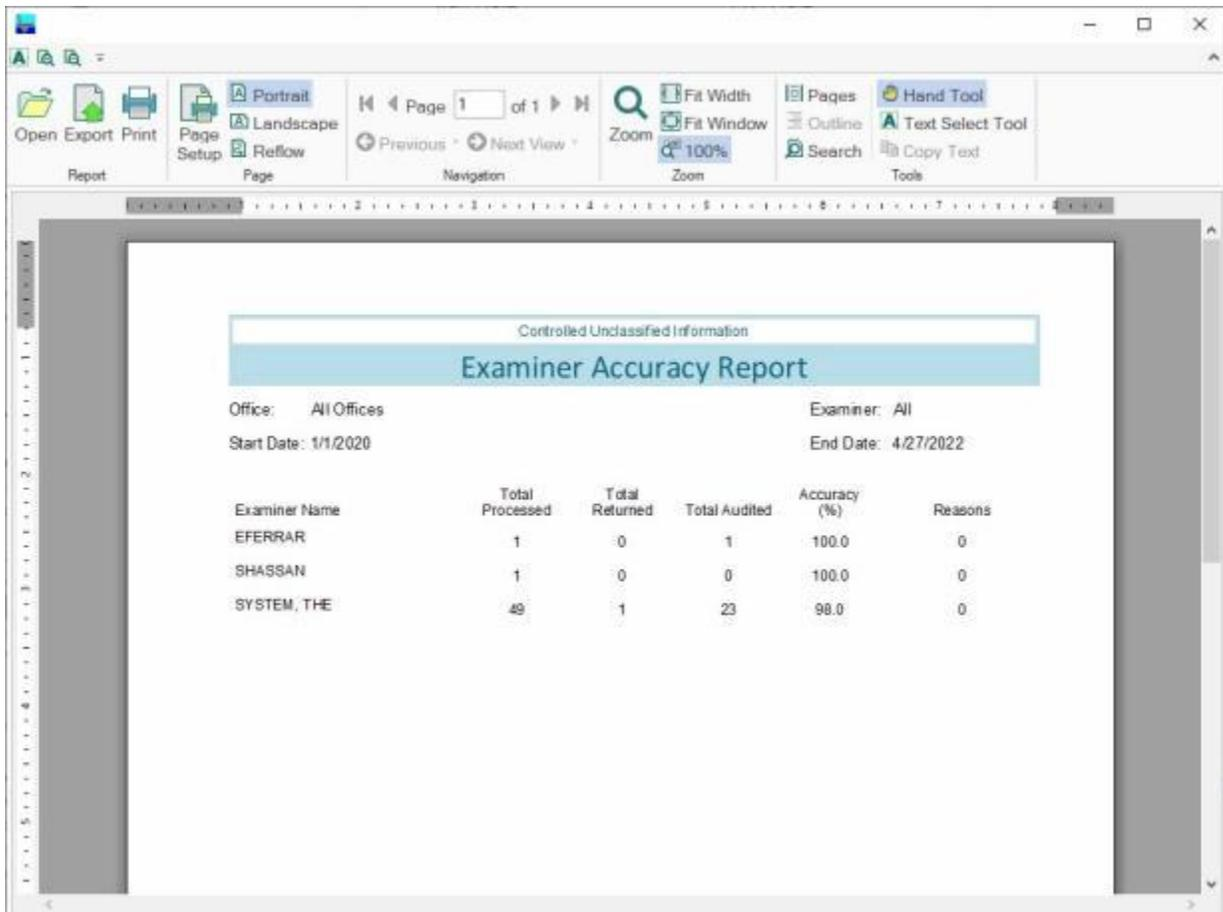 Open Export Print
Report
Page Setup
Portrait
Landscape
Reflow
Page
Page 1 of 1
Previous Next View
Navigation
Zoom
Fit Width
Fit Window
100%
Zoom
Pages
Outline
Search
Hand Tool
Text Select Tool
Copy Text
Tools
Controlled Unclassified Information
Examiner Accuracy Report
Office: All Offices Examiner: All
Start Date: 1/1/2020 End Date: 4/27/2022
Examiner Name Total Processed Total Returned Total Audited Accuracy (%) Reasons
EFERRAR 1 0 1 100.0 0
SHASSAN 1 0 0 100.0 0
SYSTEM, THE 49 1 23 98.0 0